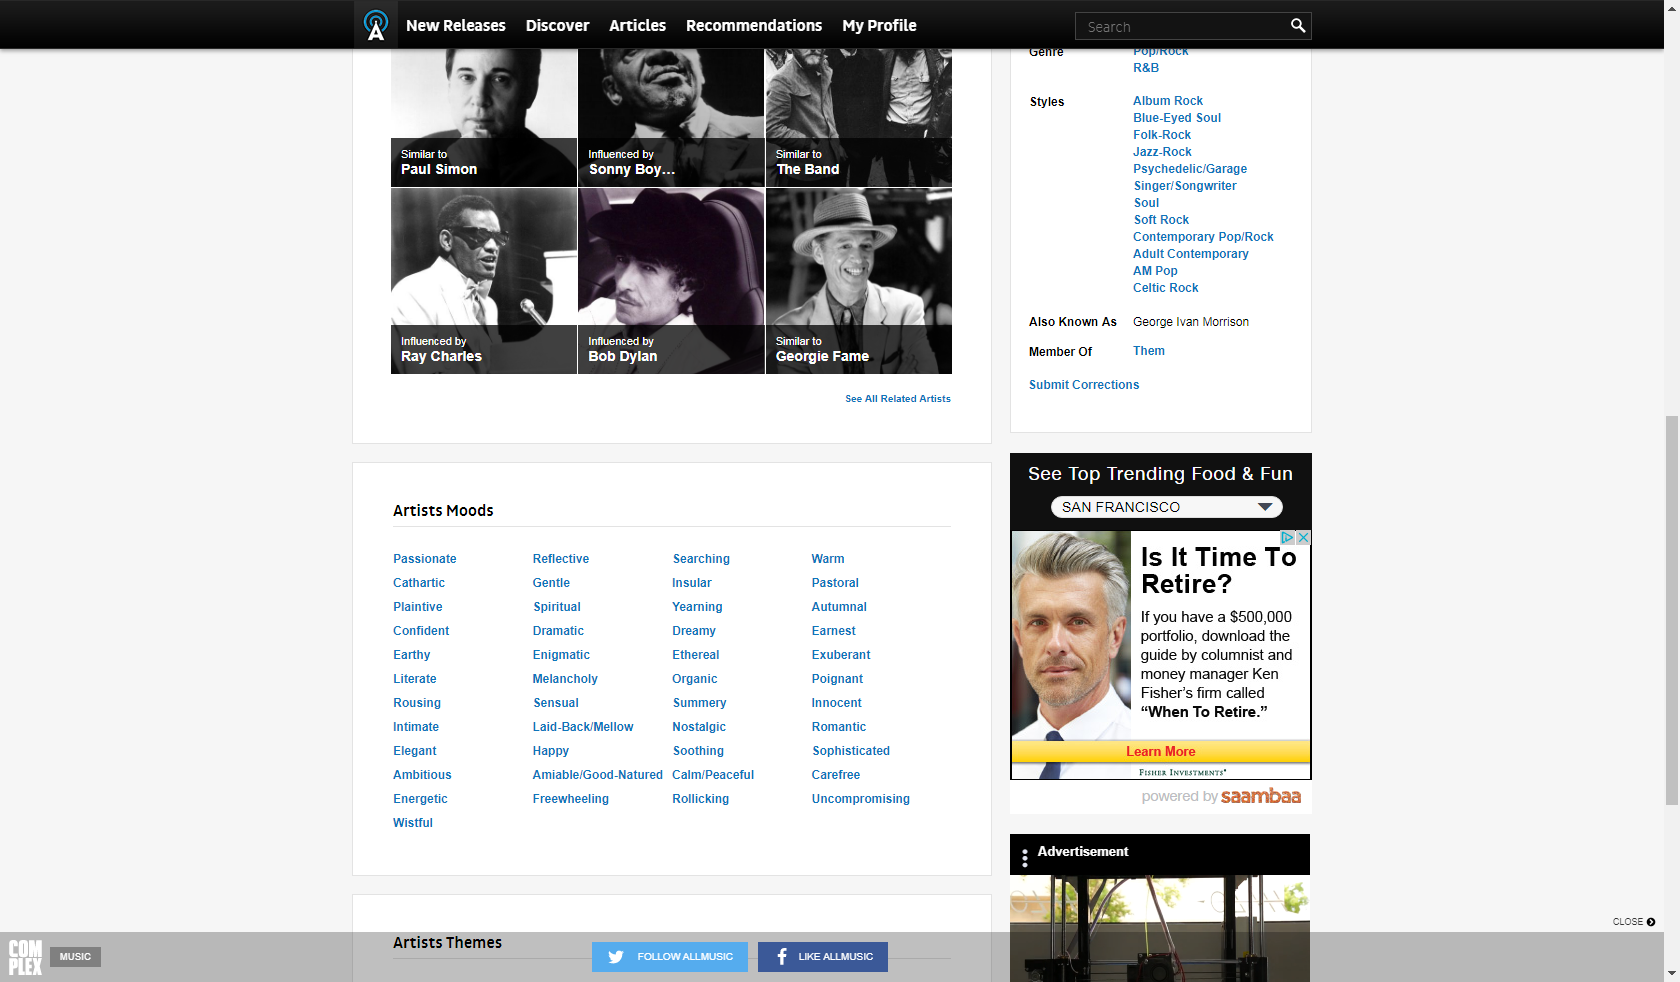 New Releases Discover Articles Recommendations My Profile Search
Similar to
Paul Simon
Influenced by
Sonny Boy...
Similar to
The Band
Influenced by
Ray Charles
Influenced by
Bob Dylan
Similar to
Georgie Fame
See All Related Artists
Genre Pop/Rock
R&B
Styles Album Rock
Blue-Eyed Soul
Folk-Rock
Jazz-Rock
Psychedelic/Garage
Singer/Songwriter
Soul
Soft Rock
Contemporary Pop/Rock
Adult Contemporary
AM Pop
Celtic Rock
Also Known As George Ivan Morrison
Member Of Them
Submit Corrections
Artists Moods
Passionate Reflective Searching Warm
Cathartic Gentle Insular Pastoral
Plaintive Spiritual Yearning Autumnal
Confident Dramatic Dreamy Earnest
Earthy Enigmatic Ethereal Exuberant
Literate Melancholy Organic Poignant
Rousing Sensual Summery Innocent
Intimate Laid-Back/Mellow Nostalgic Romantic
Elegant Happy Soothing Sophisticated
Ambitious Amiable/Good-Natured Calm/Peaceful Carefree
Energetic Freewheeling Rollicking Uncompromising
Wistful
See Top Trending Food & Fun
SAN FRANCISCO
Is It Time To
Retire?
If you have a $500,000
portfolio, download the
guide by columnist and
money manager Ken
Fisher's firm called
“When To Retire.”
Learn More
FISHER INVESTMENTS
powered by saambaa
Advertisement
Artists Themes
CLOSE
COM
PLEX
MUSIC
FOLLOW ALLMUSIC
LIKE ALLMUSIC